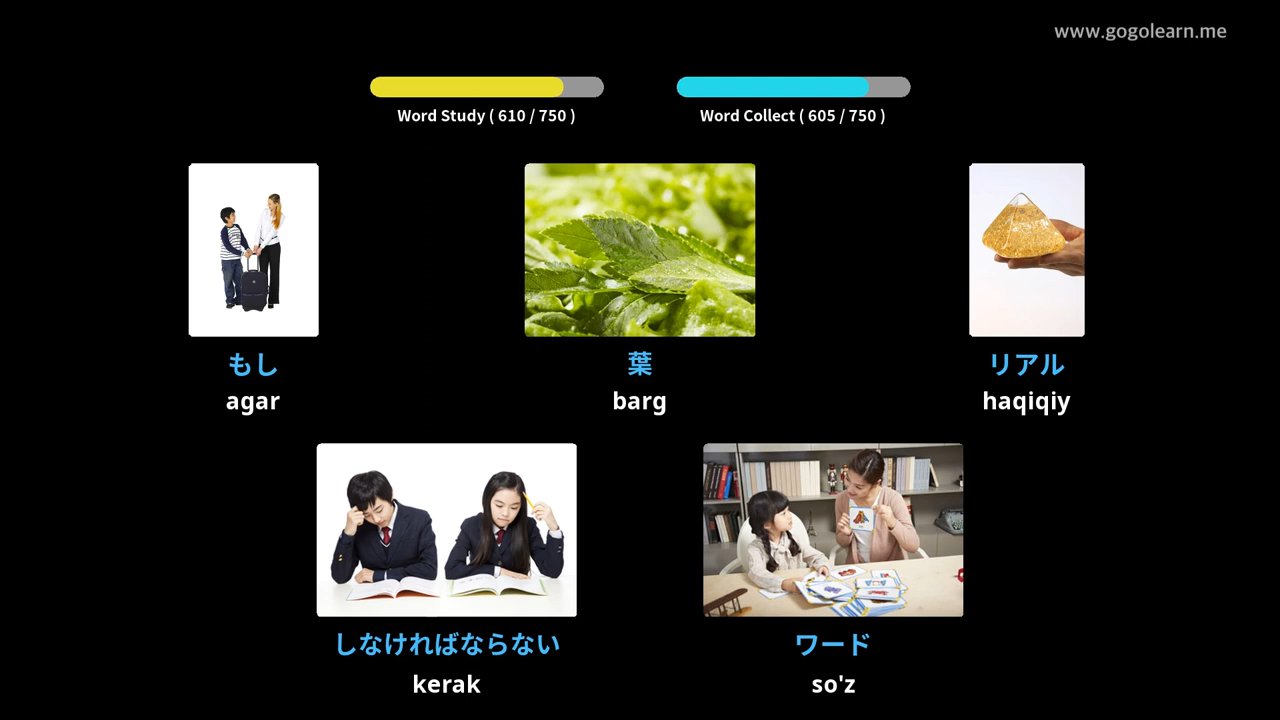 www.gogolearn.me
Word Study ( 610 / 750 )
Word Collect ( 605 / 750 )
もし
agar
葉
barg
リアル
haqiqiy
しなければならない
kerak
ワード
so'z